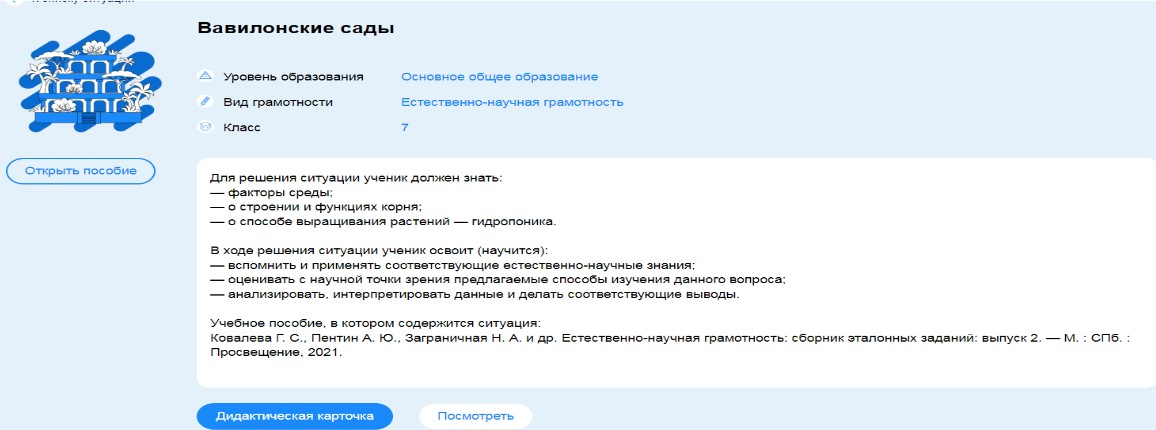 Вавилонские сады
Уровень образования Основное общее образование
Вид грамотности Естественно-научная грамотность
Класс 7
Открыть пособие
Для решения ситуации ученик должен знать:
— факторы среды;
— о строении и функциях корня;
— о способе выращивания растений — гидропоника.
В ходе решения ситуации ученик освоит (научится):
— вспомнить и применять соответствующие естественно-научные знания;
— оценивать с научной точки зрения предлагаемые способы изучения данного вопроса;
— анализировать, интерпретировать данные и делать соответствующие выводы.
Учебное пособие, в котором содержится ситуация:
Ковалева Г. С., Пентин А. Ю., Заграничная Н. А. и др. Естественно-научная грамотность: сборник эталонных заданий: выпуск 2. — М. : СПб. :
Просвещение, 2021.
Дидактическая карточка Посмотреть